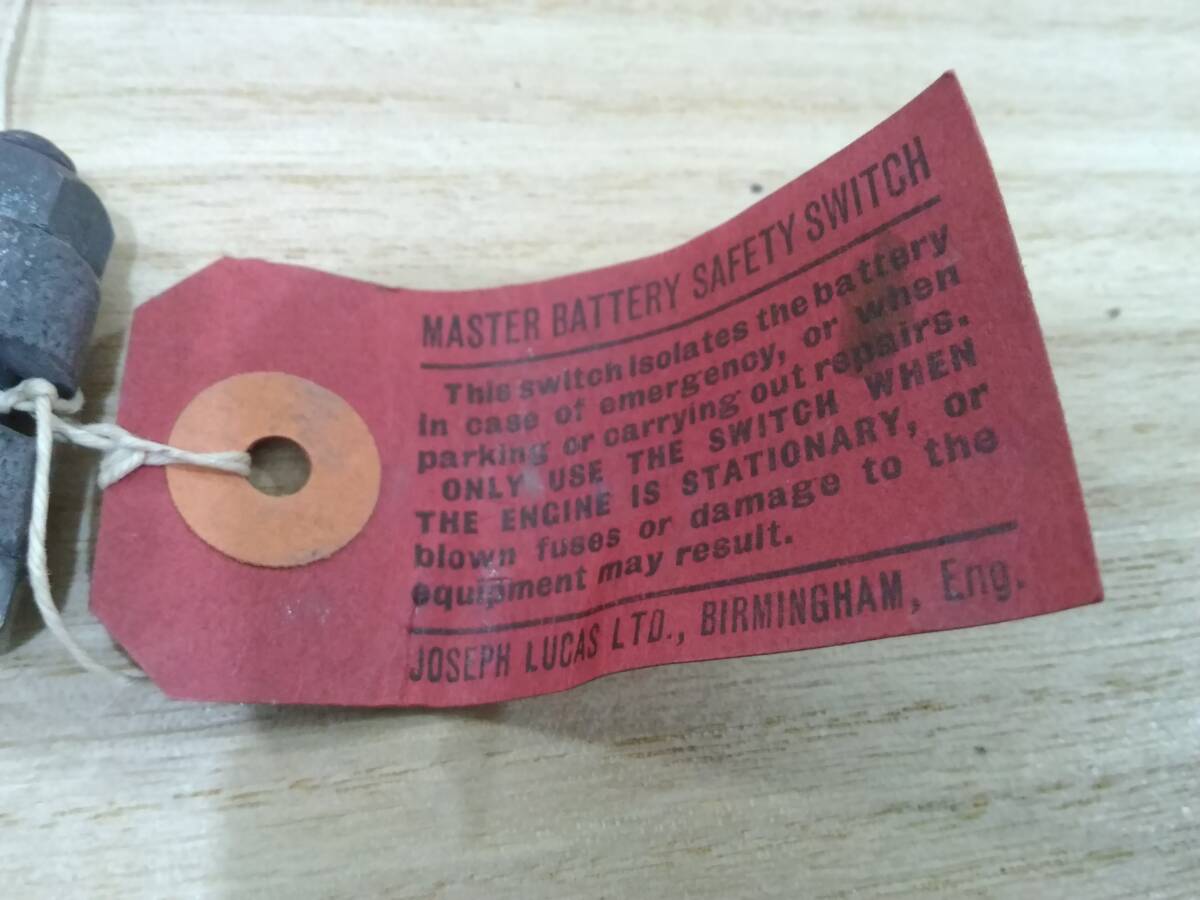 MASTER BATTERY SAFETY SWITCH
This switch isolates the battery
in case of emergency, or when
parking or carrying out repairs.
ONLY USE THE SWITCH WHEN
THE ENGINE IS STATIONARY, or
blown fuses or damage to the
equipment may result.
JOSEPH LUCAS LTD., BIRMINGHAM, Eng.